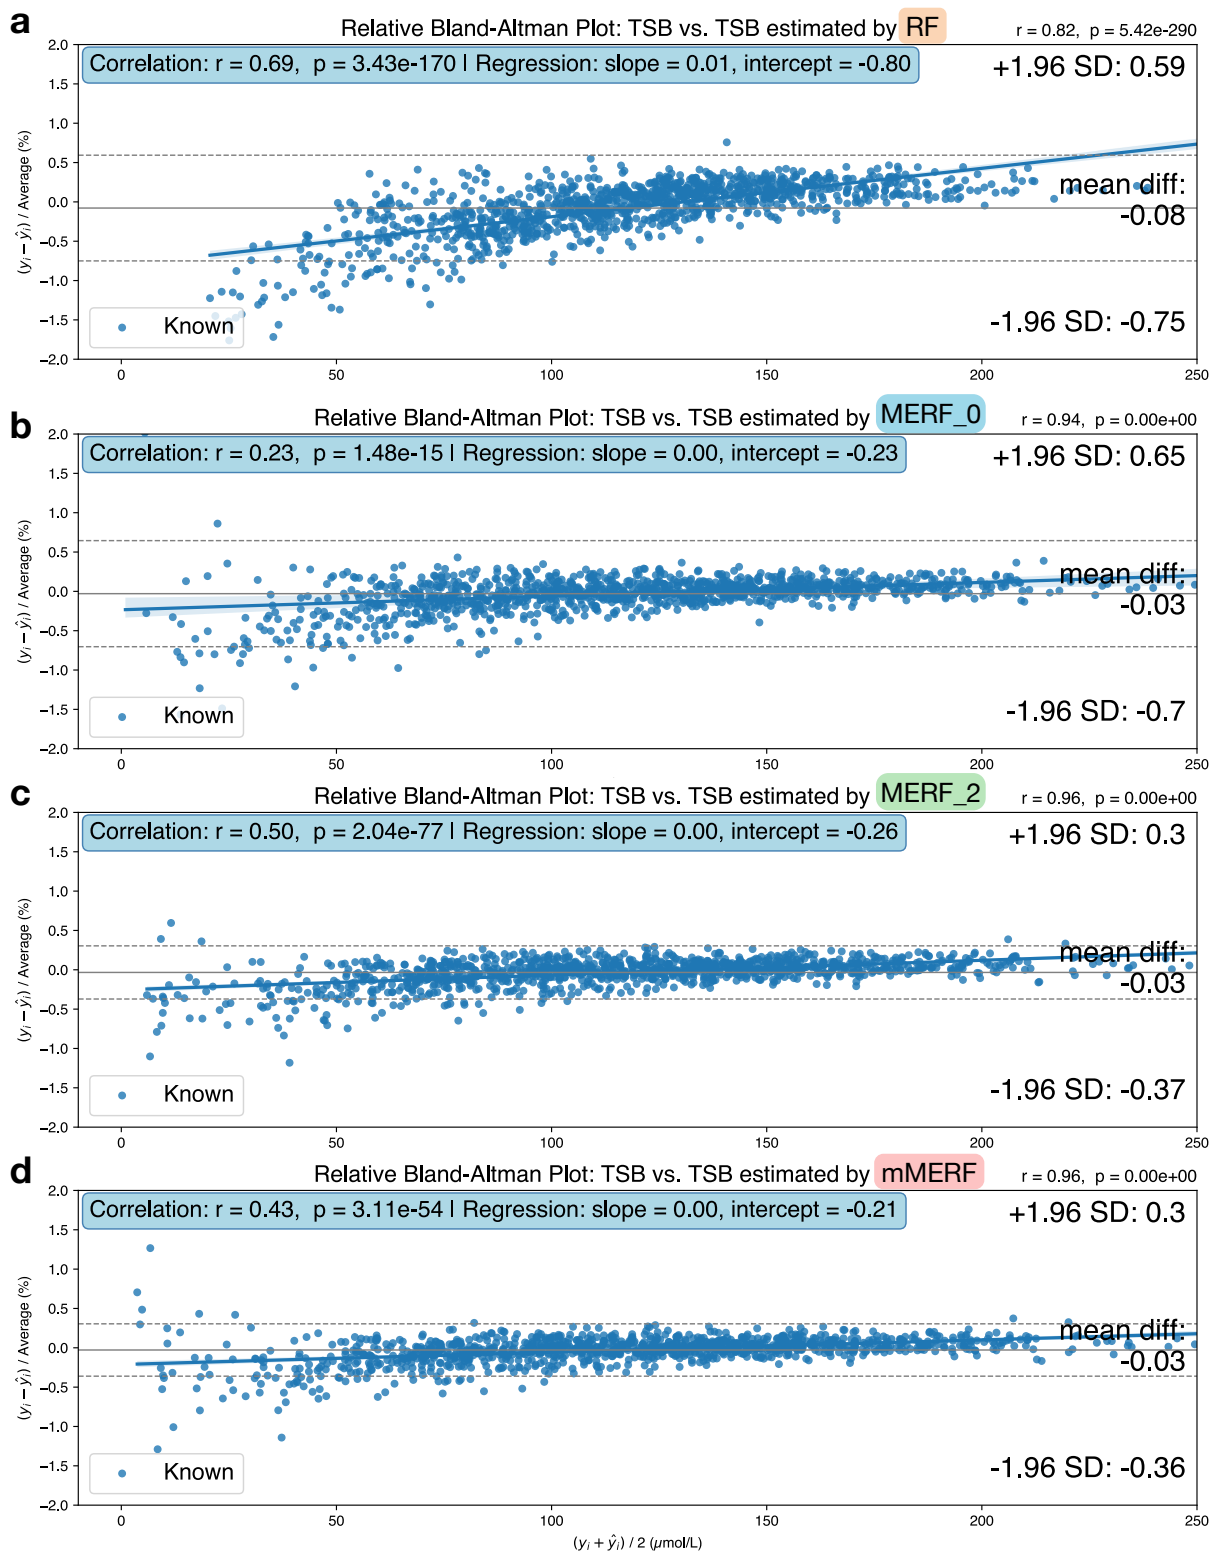 a
Relative Bland-Altman Plot: TSB vs. TSB estimated by RF
r = 0.82, p = 5.42e-290
Correlation: r = 0.69, p = 3.43e-170 | Regression: slope = 0.01, intercept = -0.80
+1.96 SD: 0.59
mean diff:
-0.08
-1.96 SD: -0.75
Known
(yᵢ − ŷᵢ) / Average (%)
2.0
1.5
1.0
0.5
0.0
−0.5
−1.0
−1.5
−2.0
0 50 100 150 200 250
b
Relative Bland-Altman Plot: TSB vs. TSB estimated by MERF_0
r = 0.94, p = 0.00e+00
Correlation: r = 0.23, p = 1.48e-15 | Regression: slope = 0.00, intercept = -0.23
+1.96 SD: 0.65
mean diff:
-0.03
-1.96 SD: -0.7
Known
(yᵢ − ŷᵢ) / Average (%)
2.0
1.5
1.0
0.5
0.0
−0.5
−1.0
−1.5
−2.0
0 50 100 150 200 250
c
Relative Bland-Altman Plot: TSB vs. TSB estimated by MERF_2
r = 0.96, p = 0.00e+00
Correlation: r = 0.50, p = 2.04e-77 | Regression: slope = 0.00, intercept = -0.26
+1.96 SD: 0.3
mean diff:
-0.03
-1.96 SD: -0.37
Known
(yᵢ − ŷᵢ) / Average (%)
2.0
1.5
1.0
0.5
0.0
−0.5
−1.0
−1.5
−2.0
0 50 100 150 200 250
d
Relative Bland-Altman Plot: TSB vs. TSB estimated by mMERF
r = 0.96, p = 0.00e+00
Correlation: r = 0.43, p = 3.11e-54 | Regression: slope = 0.00, intercept = -0.21
+1.96 SD: 0.3
mean diff:
-0.03
-1.96 SD: -0.36
Known
(yᵢ − ŷᵢ) / Average (%)
2.0
1.5
1.0
0.5
0.0
−0.5
−1.0
−1.5
−2.0
0 50 100 150 200 250
(yᵢ + ŷᵢ) / 2 (μmol/L)